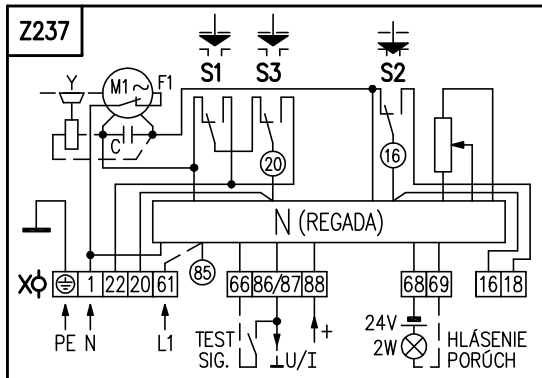 Z237
S1 S3 S2
Y M1 ~ F1
C
20 16
N (REGADA)
85
X 1 22 20 61 66 86/87 88 68 69 16 18
PE N L1 TEST SIG. U/I + 24V 2W HLÁSENIE PORÚCH